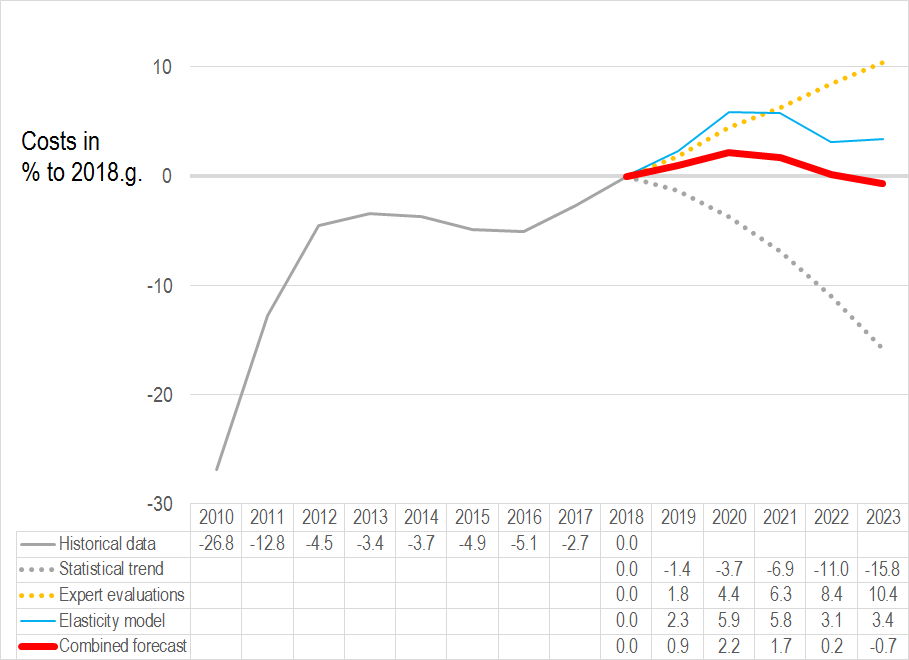 10
Costs in
% to 2018.g.
0
-10
-20
-30
2010 2011 2012 2013 2014 2015 2016 2017 2018 2019 2020 2021 2022 2023
Historical data -26.8 -12.8 -4.5 -3.4 -3.7 -4.9 -5.1 -2.7 0.0
Statistical trend 0.0 -1.4 -3.7 -6.9 -11.0 -15.8
Expert evaluations 0.0 1.8 4.4 6.3 8.4 10.4
Elasticity model 0.0 2.3 5.9 5.8 3.1 3.4
Combined forecast 0.0 0.9 2.2 1.7 0.2 -0.7